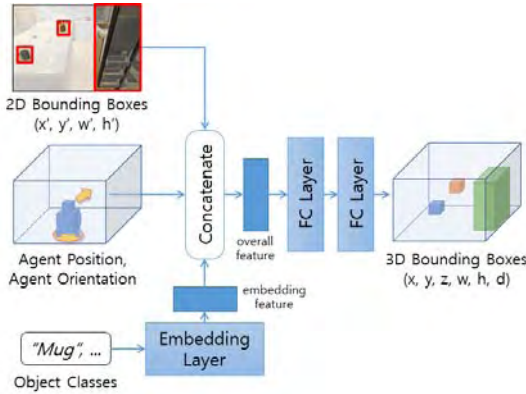 2D Bounding Boxes
(x', y', w', h')
Agent Position,
Agent Orientation
"Mug", ...
Object Classes
Embedding
Layer
embedding
feature
Concatenate
overall
feature
FC Layer
FC Layer
3D Bounding Boxes
(x, y, z, w, h, d)